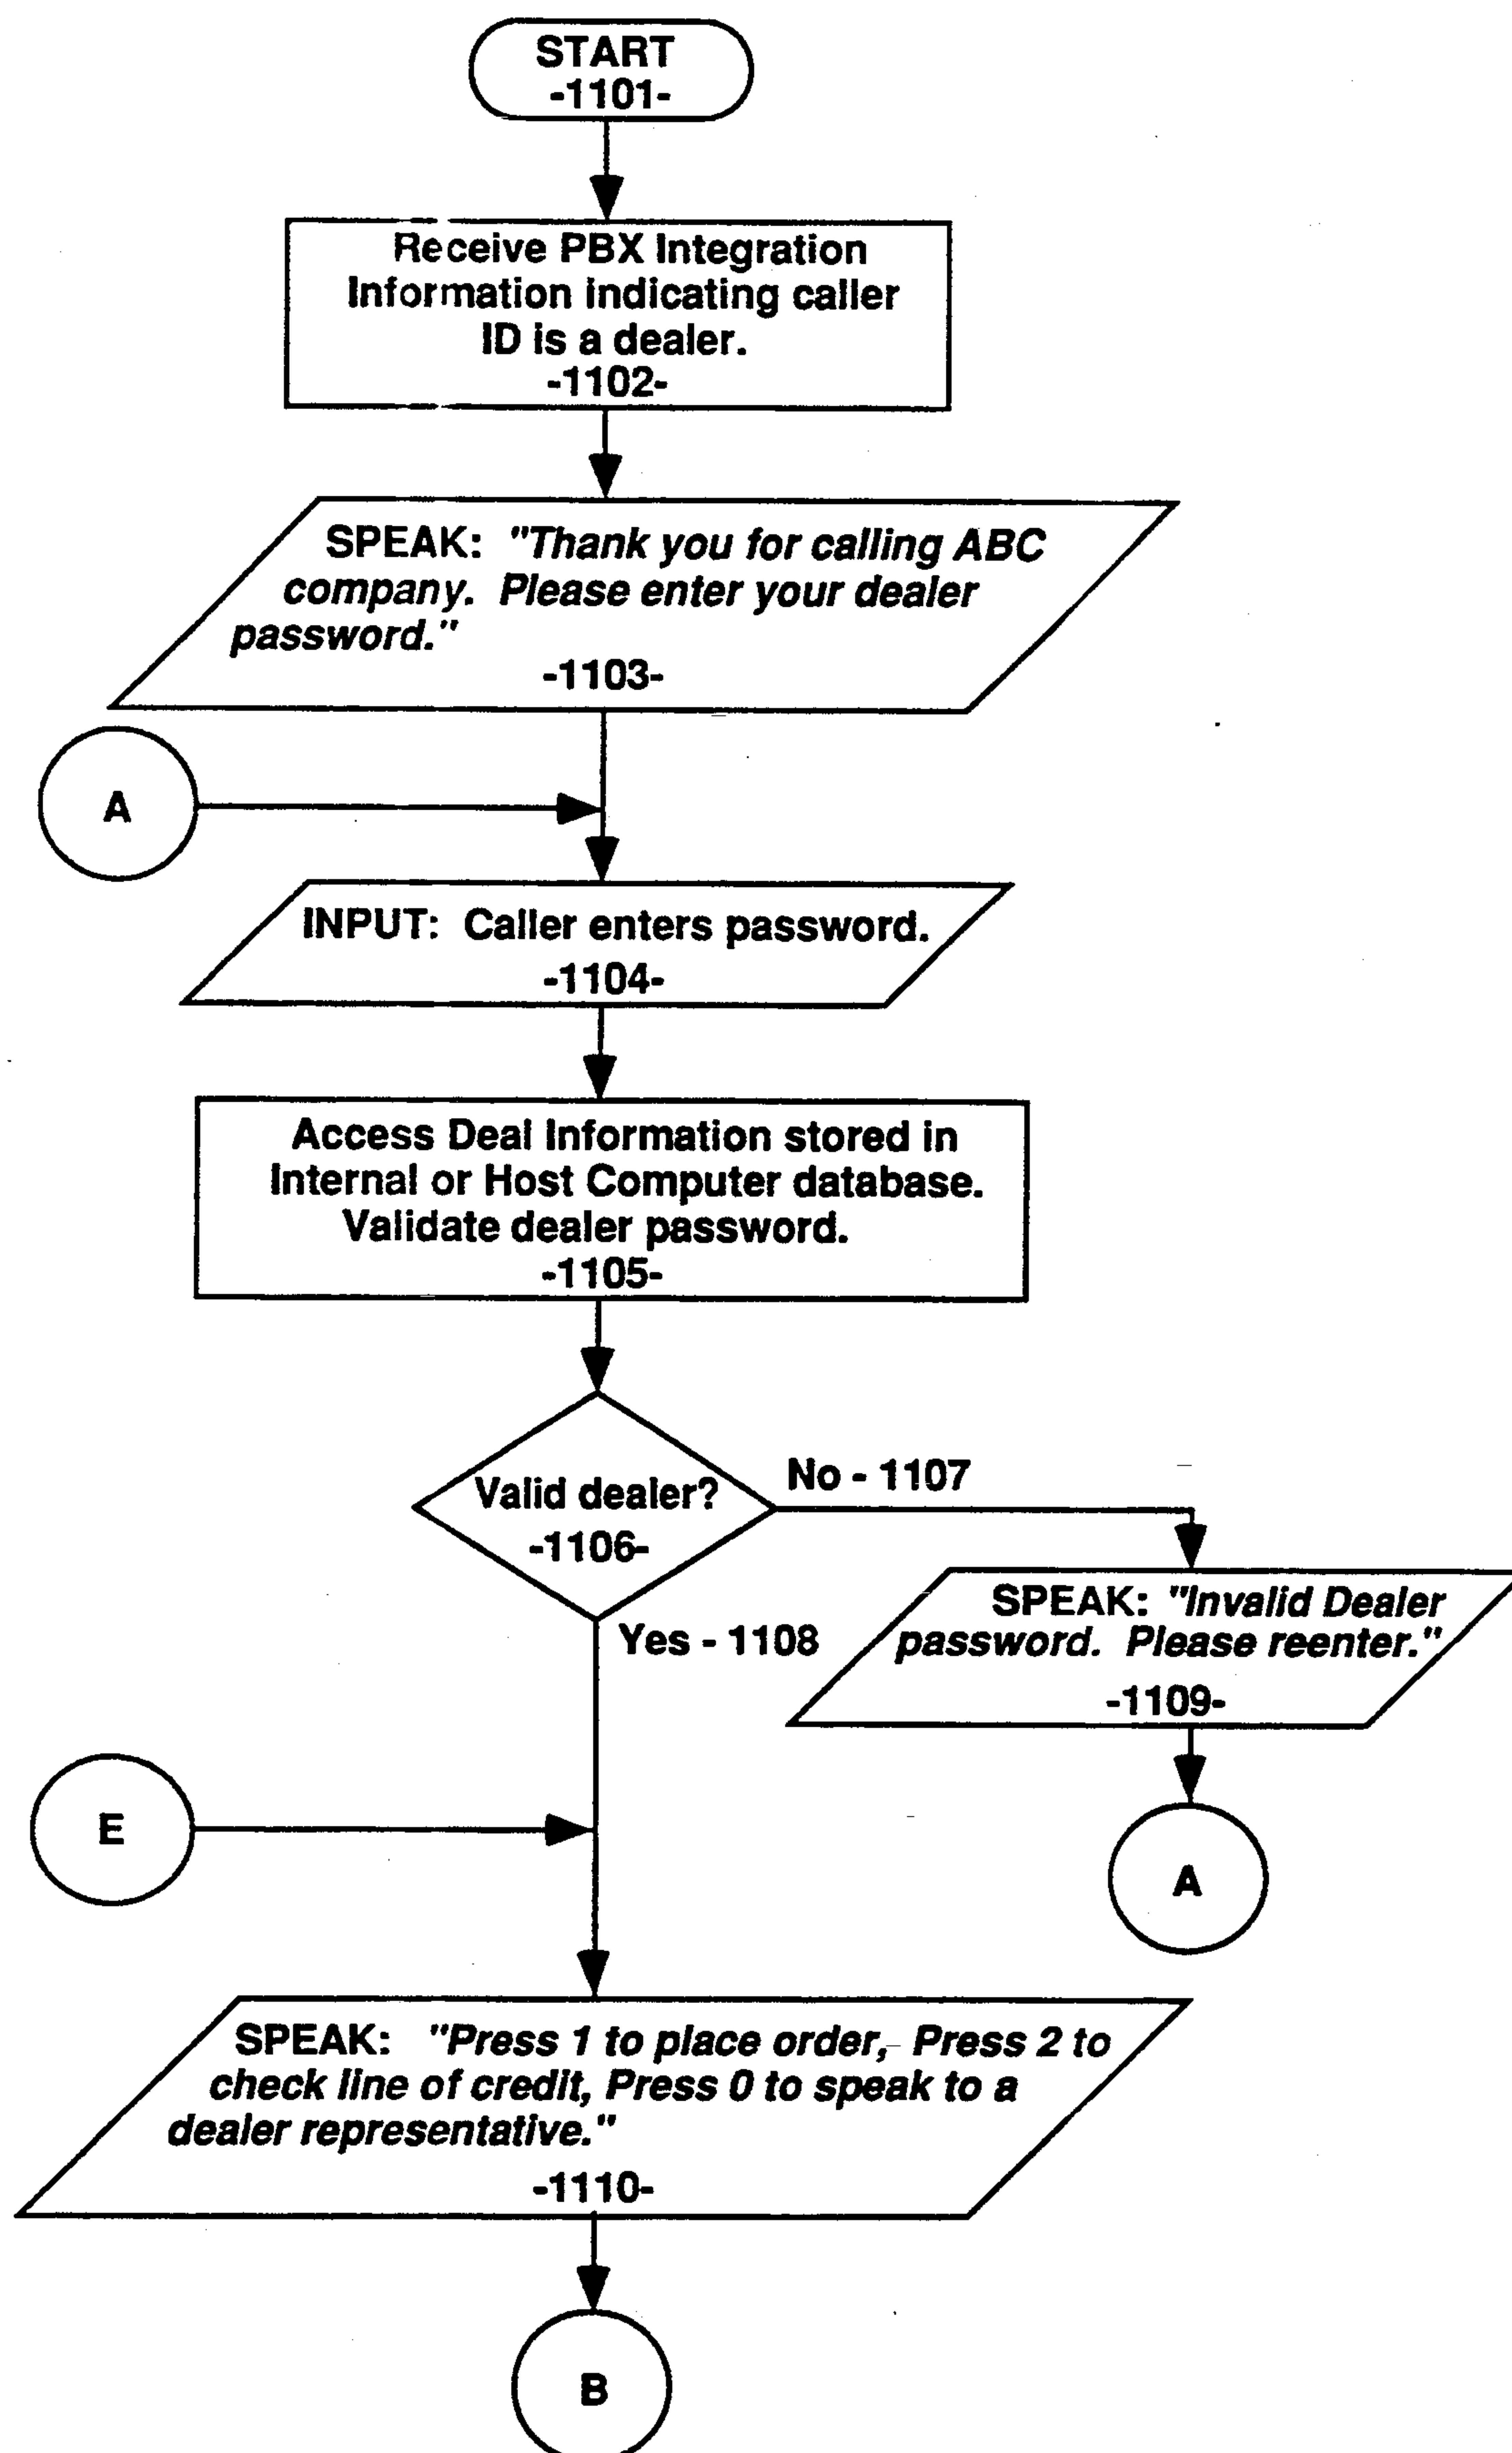 START
-1101-
Receive PBX Integration
Information indicating caller
ID is a dealer.
-1102-
SPEAK: "Thank you for calling ABC
company. Please enter your dealer
password."
-1103-
A
INPUT: Caller enters password.
-1104-
Access Deal Information stored in
Internal or Host Computer database.
Validate dealer password.
-1105-
Valid dealer?
-1106-
No - 1107
Yes - 1108
SPEAK: "Invalid Dealer
password. Please reenter."
-1109-
E
A
SPEAK: "Press 1 to place order, Press 2 to
check line of credit, Press 0 to speak to a
dealer representative."
-1110-
B